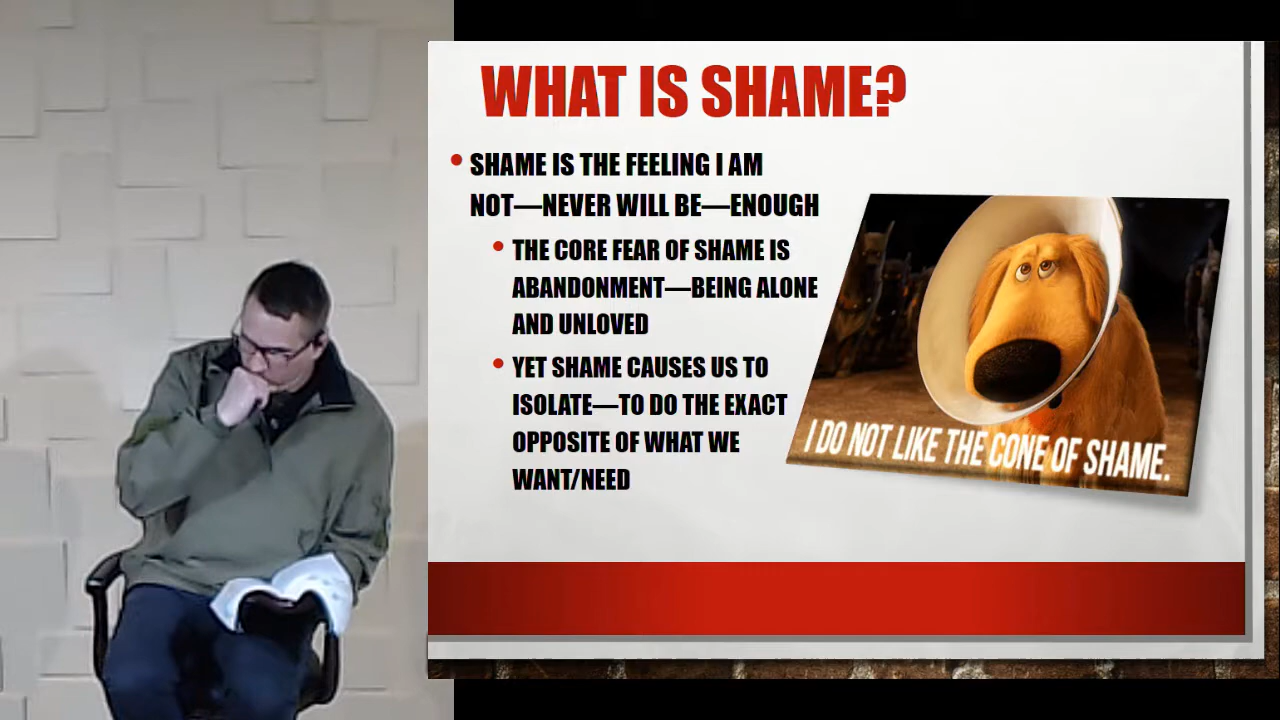 WHAT IS SHAME?
• SHAME IS THE FEELING I AM
NOT—NEVER WILL BE—ENOUGH
• THE CORE FEAR OF SHAME IS
ABANDONMENT—BEING ALONE
AND UNLOVED
• YET SHAME CAUSES US TO
ISOLATE—TO DO THE EXACT
OPPOSITE OF WHAT WE
WANT/NEED
I DO NOT LIKE THE CONE OF SHAME.